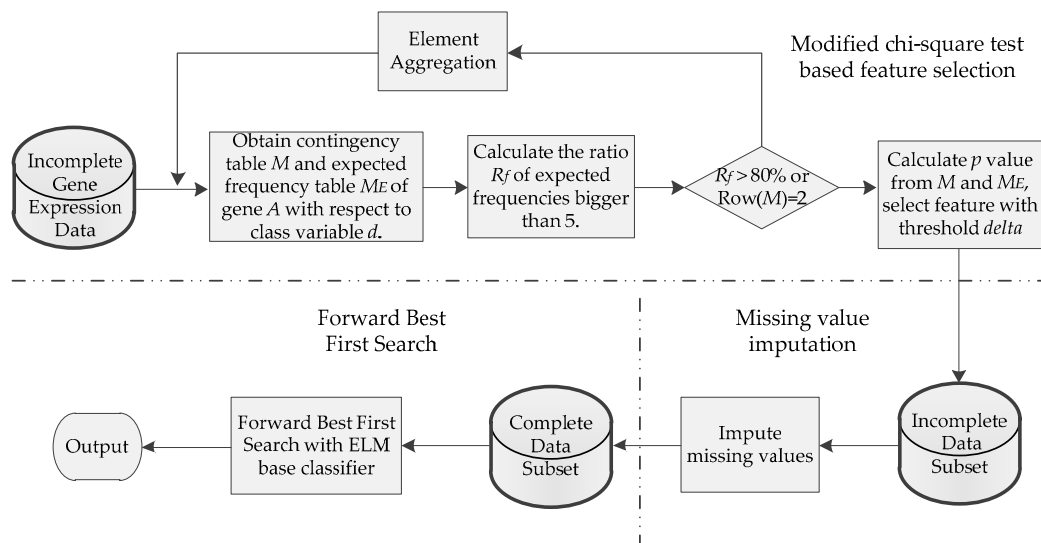 Element
Aggregation
Modified chi-square test
based feature selection
Incomplete
Gene
Expression
Data
Obtain contingency
table M and expected
frequency table ME of
gene A with respect to
class variable d.
Calculate the ratio
Rf of expected
frequencies bigger
than 5.
Rf > 80% or
Row(M)=2
Calculate p value
from M and ME,
select feature with
threshold delta
Forward Best
First Search
Missing value
imputation
Output
Forward Best First
Search with ELM
base classifier
Complete
Data
Subset
Impute
missing values
Incomplete
Data
Subset